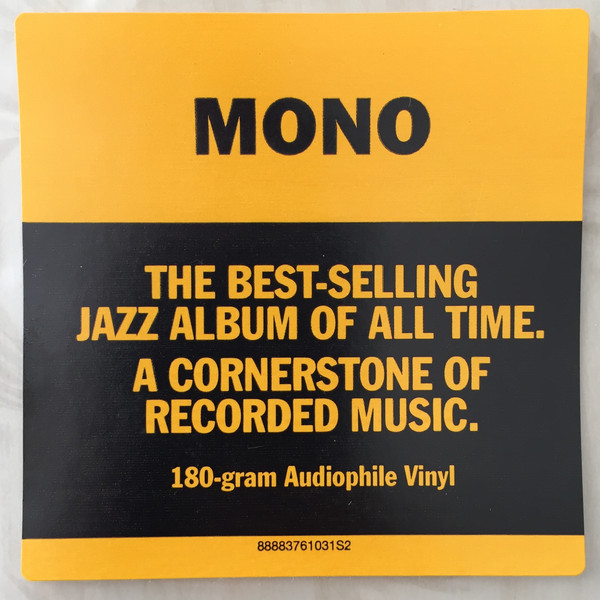 MONO
THE BEST-SELLING
JAZZ ALBUM OF ALL TIME.
A CORNERSTONE OF
RECORDED MUSIC.
180-gram Audiophile Vinyl
88883761031S2